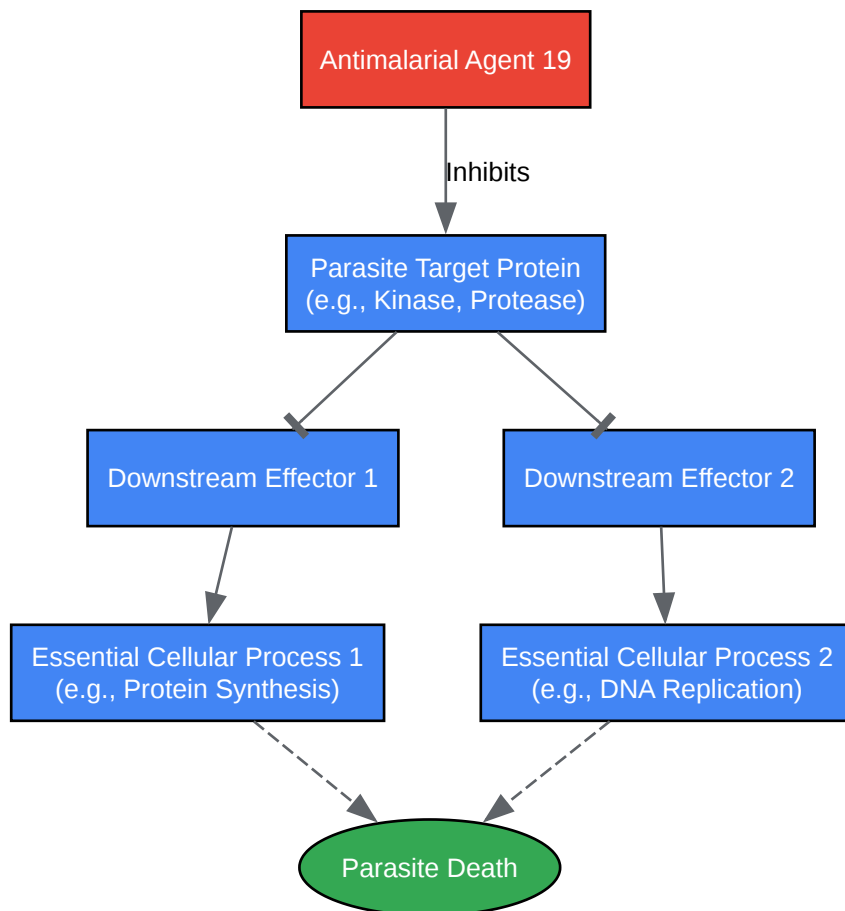 Antimalarial Agent 19
Inhibits
Parasite Target Protein
(e.g., Kinase, Protease)
Downstream Effector 1
Downstream Effector 2
Essential Cellular Process 1
(e.g., Protein Synthesis)
Essential Cellular Process 2
(e.g., DNA Replication)
Parasite Death